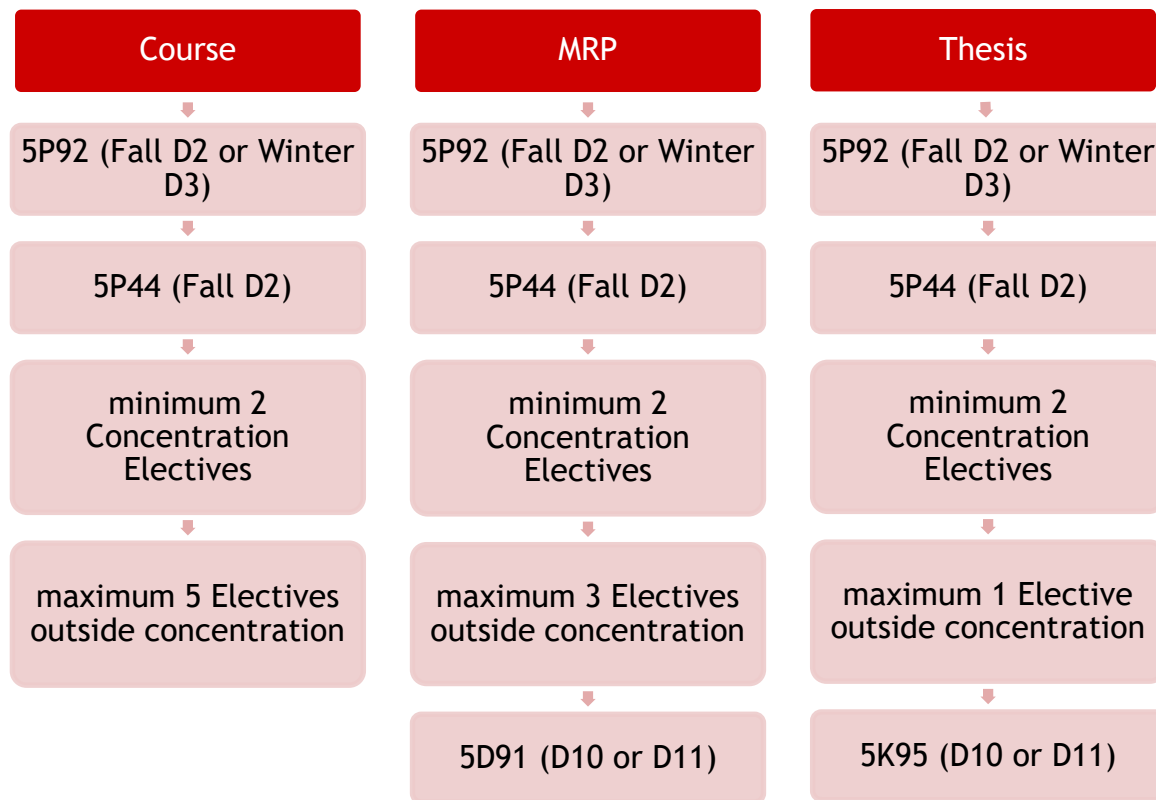 Course
5P92 (Fall D2 or Winter
D3)
5P44 (Fall D2)
minimum 2
Concentration
Electives
maximum 5 Electives
outside concentration
MRP
5P92 (Fall D2 or Winter
D3)
5P44 (Fall D2)
minimum 2
Concentration
Electives
maximum 3 Electives
outside concentration
5D91 (D10 or D11)
Thesis
5P92 (Fall D2 or Winter
D3)
5P44 (Fall D2)
minimum 2
Concentration
Electives
maximum 1 Elective
outside concentration
5K95 (D10 or D11)